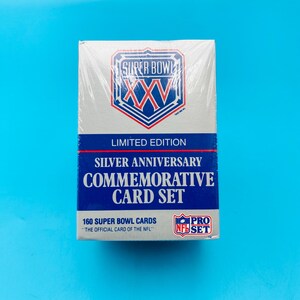 SUPER BOWL
XXV
LIMITED EDITION
SILVER ANNIVERSARY
COMMEMORATIVE
CARD SET
160 SUPER BOWL CARDS
"THE OFFICIAL CARD OF THE NFL"
NFL
PRO
SET